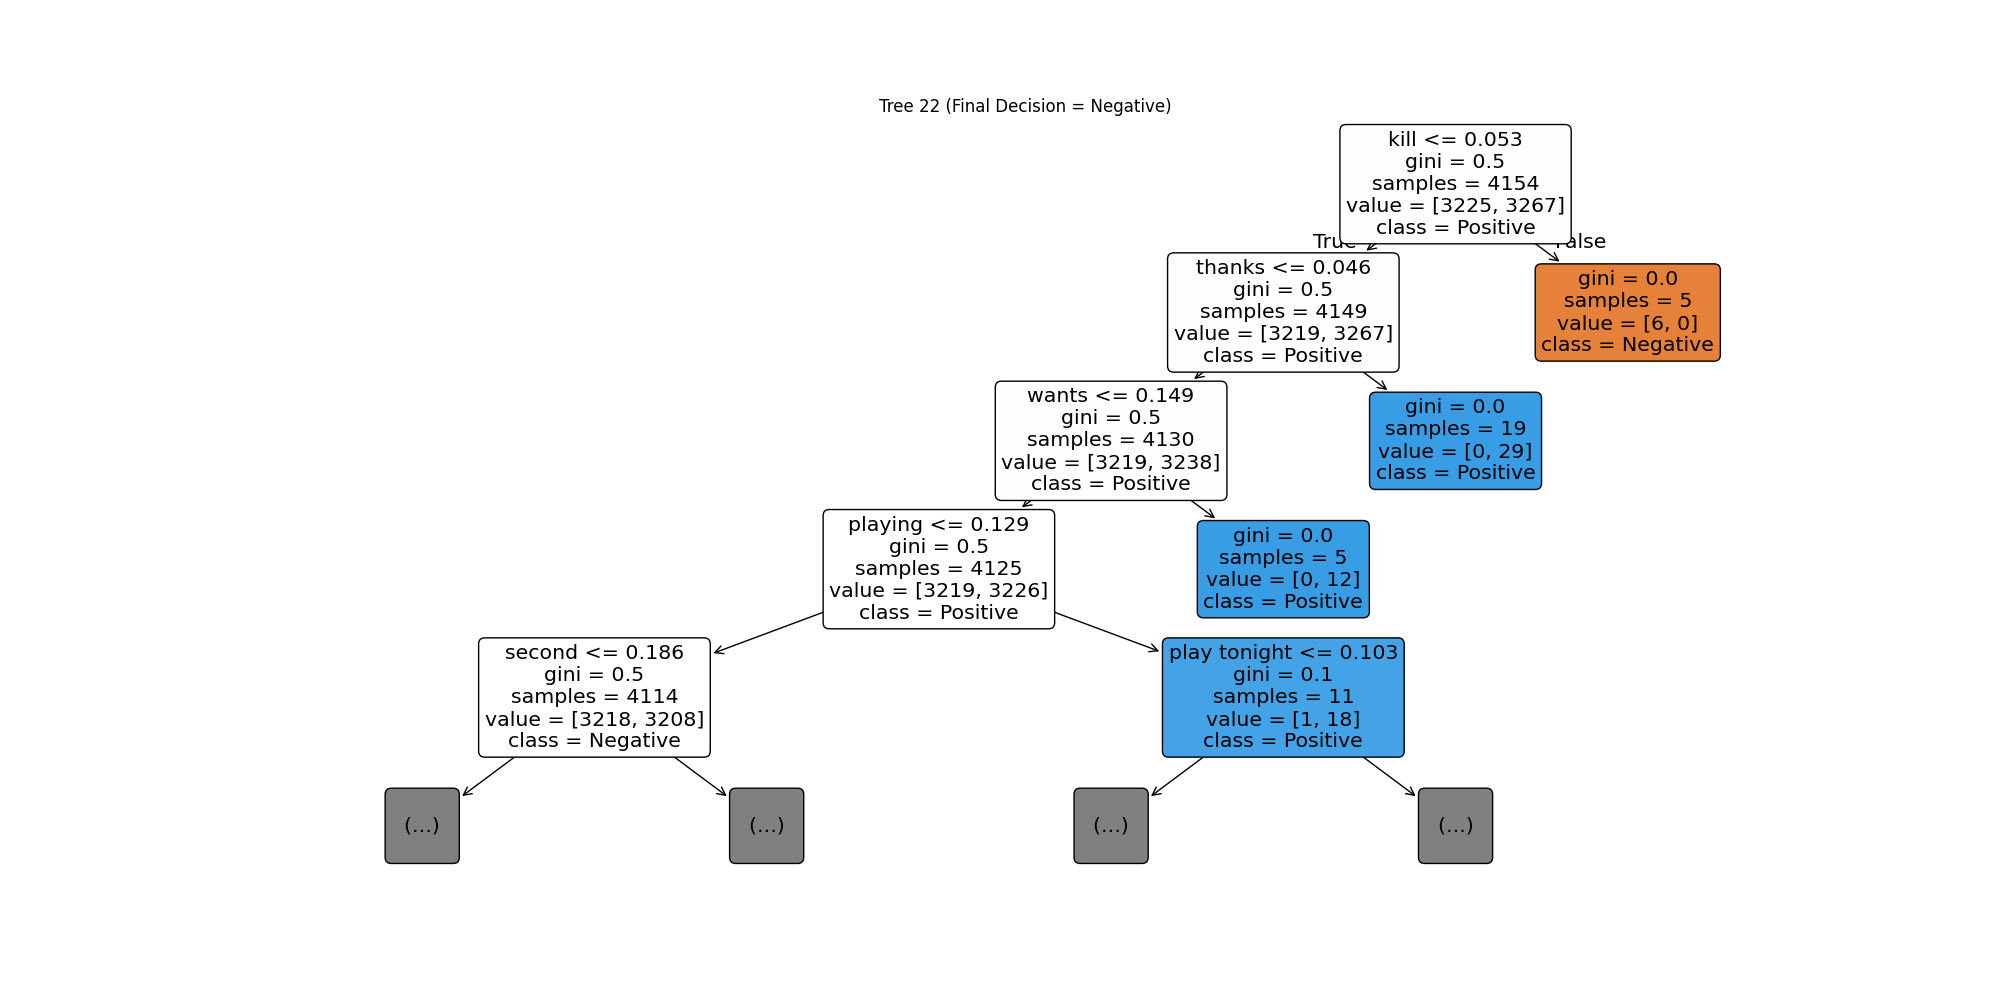 Tree 22 (Final Decision = Negative)
kill <= 0.053
gini = 0.5
samples = 4154
value = [3225, 3267]
class = Positive
True
False
thanks <= 0.046
gini = 0.5
samples = 4149
value = [3219, 3267]
class = Positive
gini = 0.0
samples = 5
value = [6, 0]
class = Negative
wants <= 0.149
gini = 0.5
samples = 4130
value = [3219, 3238]
class = Positive
gini = 0.0
samples = 19
value = [0, 29]
class = Positive
playing <= 0.129
gini = 0.5
samples = 4125
value = [3219, 3226]
class = Positive
gini = 0.0
samples = 5
value = [0, 12]
class = Positive
second <= 0.186
gini = 0.5
samples = 4114
value = [3218, 3208]
class = Negative
play tonight <= 0.103
gini = 0.1
samples = 11
value = [1, 18]
class = Positive
(...)
(...)
(...)
(...)